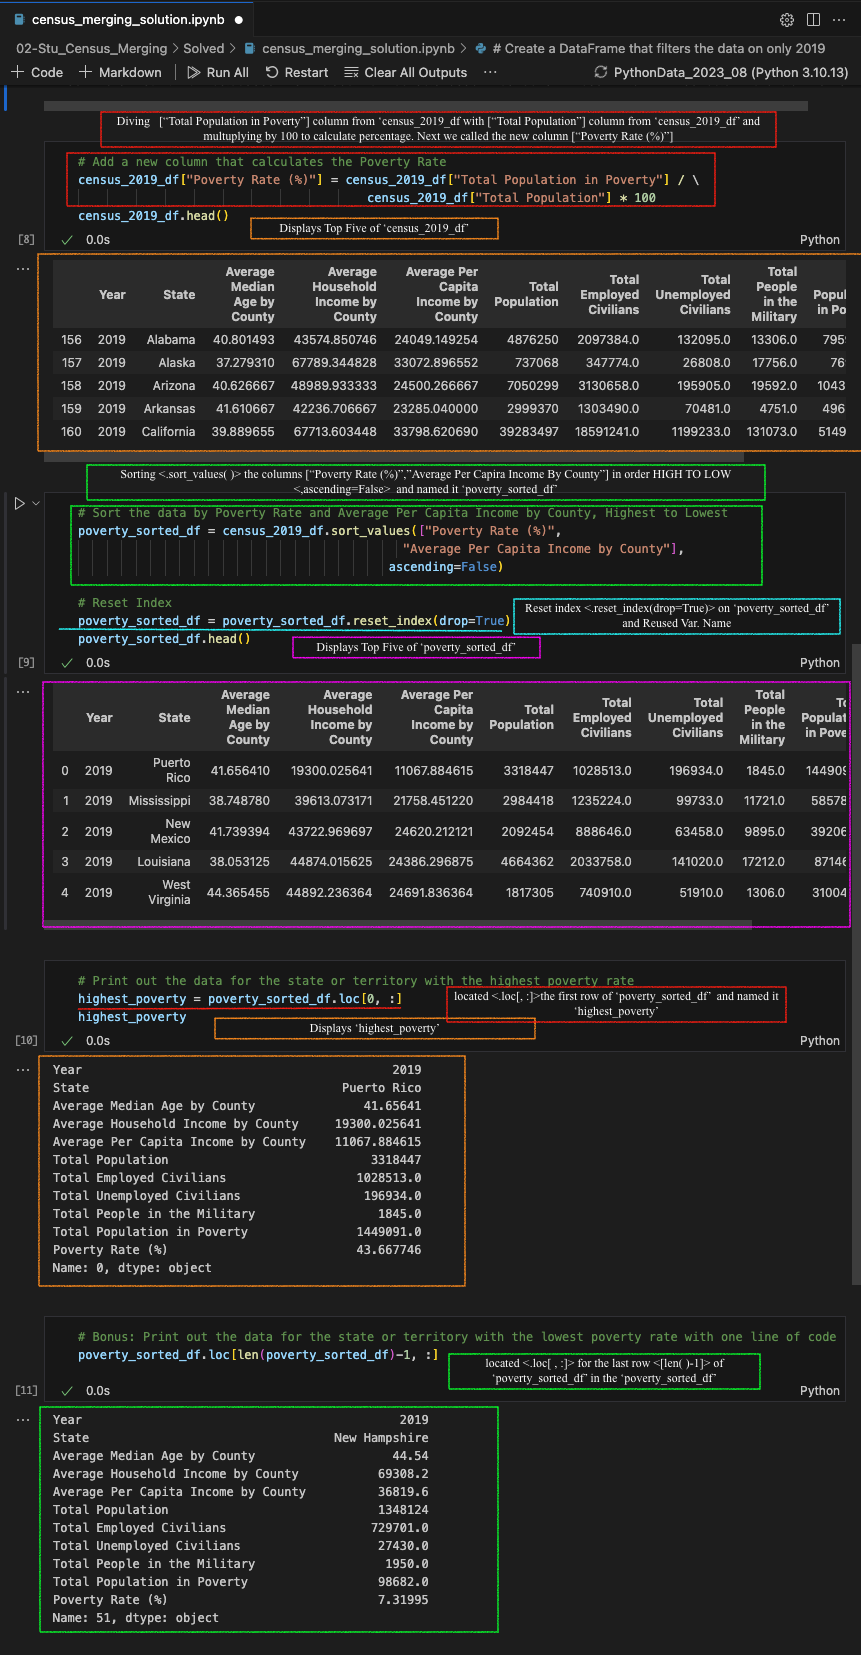 census_merging_solution.ipynb ●
02-Stu_Census_Merging > Solved > census_merging_solution.ipynb > # Create a DataFrame that filters the data on only 2019
+ Code + Markdown | Run All Restart Clear All Outputs ··· PythonData_2023_08 (Python 3.10.13)
Diving ["Total Population in Poverty"] column from 'census_2019_df with ["Total Population"] column from 'census_2019_df' and
multuplying by 100 to calculate percentage. Next we called the new column ["Poverty Rate (%)"]
# Add a new column that calculates the Poverty Rate
census_2019_df["Poverty Rate (%)"] = census_2019_df["Total Population in Poverty"] / \
census_2019_df["Total Population"] * 100
census_2019_df.head()
Displays Top Five of 'census_2019_df'
[8] ✓ 0.0s Python
Year State Average Median Age by County Average Household Income by County Average Per Capita Income by County Total Population Total Employed Civilians Total Unemployed Civilians Total People in the Military Popul in Po
156 2019 Alabama 40.801493 43574.850746 24049.149254 4876250 2097384.0 132095.0 13306.0 795
157 2019 Alaska 37.279310 67789.344828 33072.896552 737068 347774.0 26808.0 17756.0 76
158 2019 Arizona 40.626667 48989.933333 24500.266667 7050299 3130658.0 195905.0 19592.0 1043
159 2019 Arkansas 41.610667 42236.706667 23285.040000 2999370 1303490.0 70481.0 4751.0 496
160 2019 California 39.889655 67713.603448 33798.620690 39283497 18591241.0 1199233.0 131073.0 5149
Sorting <.sort_values( )> the columns ["Poverty Rate (%)","Average Per Capira Income By County"] in order HIGH TO LOW
<,ascending=False> and named it 'poverty_sorted_df'
# Sort the data by Poverty Rate and Average Per Capita Income by County, Highest to Lowest
poverty_sorted_df = census_2019_df.sort_values(["Poverty Rate (%)",
"Average Per Capita Income by County"],
ascending=False)
# Reset Index
poverty_sorted_df = poverty_sorted_df.reset_index(drop=True)
poverty_sorted_df.head()
Reset index <.reset_index(drop=True)> on 'poverty_sorted_df'
and Reused Var. Name
Displays Top Five of 'poverty_sorted_df'
[9] ✓ 0.0s Python
Year State Average Median Age by County Average Household Income by County Average Per Capita Income by County Total Population Total Employed Civilians Total Unemployed Civilians Total People in the Military To Populat in Pove
0 2019 Puerto Rico 41.656410 19300.025641 11067.884615 3318447 1028513.0 196934.0 1845.0 144909
1 2019 Mississippi 38.748780 39613.073171 21758.451220 2984418 1235224.0 99733.0 11721.0 58578
2 2019 New Mexico 41.739394 43722.969697 24620.212121 2092454 888646.0 63458.0 9895.0 39206
3 2019 Louisiana 38.053125 44874.015625 24386.296875 4664362 2033758.0 141020.0 17212.0 87146
4 2019 West Virginia 44.365455 44892.236364 24691.836364 1817305 740910.0 51910.0 1306.0 31004
# Print out the data for the state or territory with the highest poverty rate
highest_poverty = poverty_sorted_df.loc[0, :]
highest_poverty
located <.loc[, :]>the first row of 'poverty_sorted_df' and named it
'highest_poverty'
Displays 'highest_poverty'
[10] ✓ 0.0s Python
Year 2019
State Puerto Rico
Average Median Age by County 41.65641
Average Household Income by County 19300.025641
Average Per Capita Income by County 11067.884615
Total Population 3318447
Total Employed Civilians 1028513.0
Total Unemployed Civilians 196934.0
Total People in the Military 1845.0
Total Population in Poverty 1449091.0
Poverty Rate (%) 43.667746
Name: 0, dtype: object
# Bonus: Print out the data for the state or territory with the lowest poverty rate with one line of code
poverty_sorted_df.loc[len(poverty_sorted_df)-1, :]
located <.loc[ , :]> for the last row <[len( )-1]> of
'poverty_sorted_df' in the 'poverty_sorted_df'
[11] ✓ 0.0s Python
Year 2019
State New Hampshire
Average Median Age by County 44.54
Average Household Income by County 69308.2
Average Per Capita Income by County 36819.6
Total Population 1348124
Total Employed Civilians 729701.0
Total Unemployed Civilians 27430.0
Total People in the Military 1950.0
Total Population in Poverty 98682.0
Poverty Rate (%) 7.31995
Name: 51, dtype: object